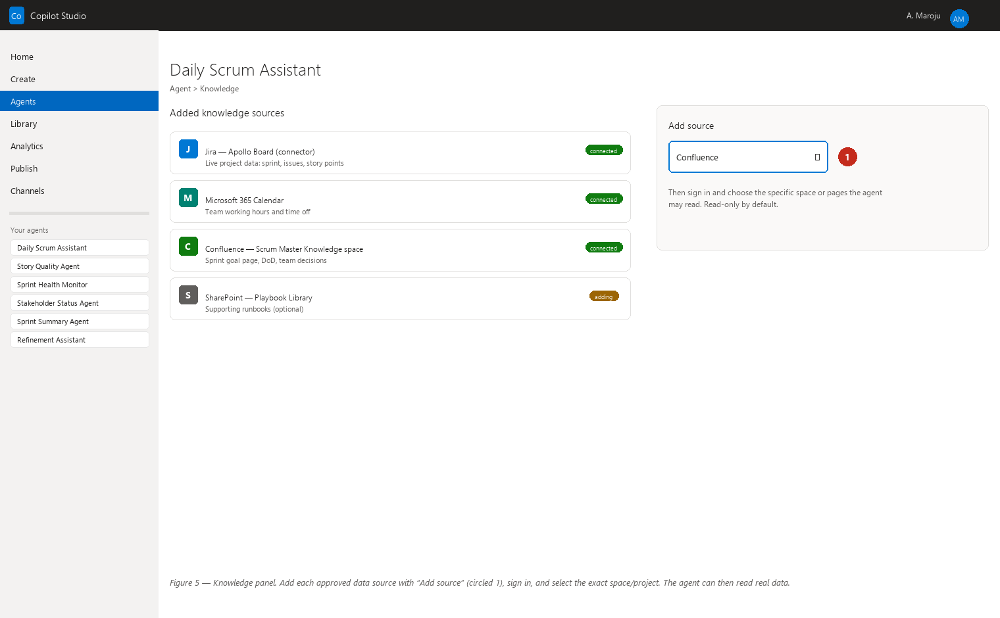 Co Copilot Studio
A. Maroju AM
Home
Create
Agents
Library
Analytics
Publish
Channels
Your agents
Daily Scrum Assistant
Story Quality Agent
Sprint Health Monitor
Stakeholder Status Agent
Sprint Summary Agent
Refinement Assistant
Daily Scrum Assistant
Agent > Knowledge
Added knowledge sources
J
Jira — Apollo Board (connector)
Live project data: sprint, issues, story points
connected
M
Microsoft 365 Calendar
Team working hours and time off
connected
C
Confluence — Scrum Master Knowledge space
Sprint goal page, DoD, team decisions
connected
S
SharePoint — Playbook Library
Supporting runbooks (optional)
adding
Add source
Confluence
1
Then sign in and choose the specific space or pages the agent
may read. Read-only by default.
Figure 5 — Knowledge panel. Add each approved data source with "Add source" (circled 1), sign in, and select the exact space/project. The agent can then read real data.